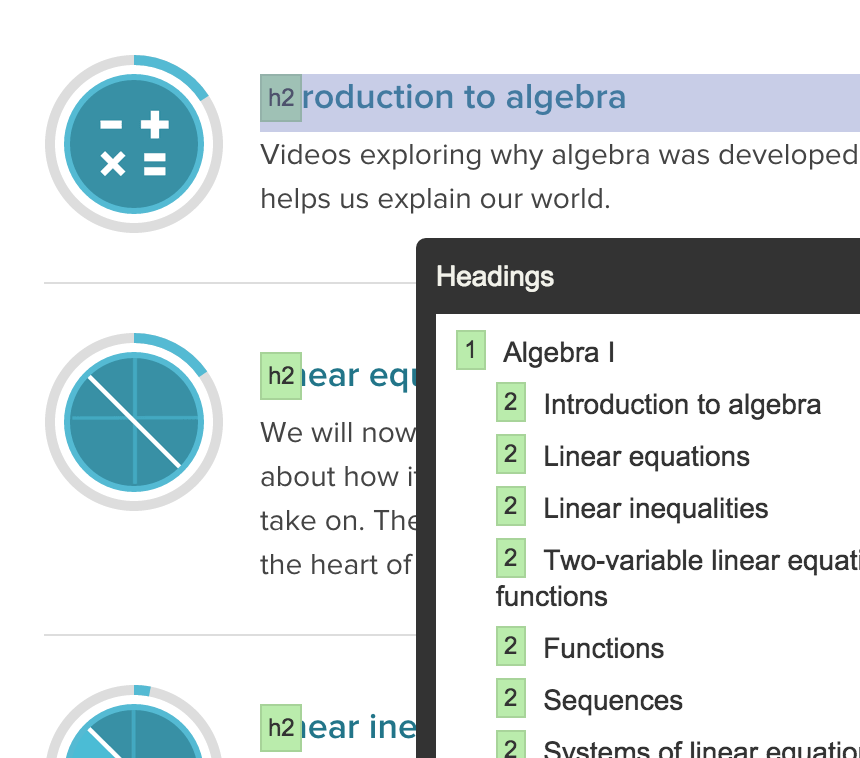 h2 roduction to algebra
Videos exploring why algebra was developed
helps us explain our world.
h2 near equ
We will now
about how it
take on. The
the heart of
h2 near ine
Headings
1 Algebra I
2 Introduction to algebra
2 Linear equations
2 Linear inequalities
2 Two-variable linear equati
functions
2 Functions
2 Sequences
2 Systems of linear equatio